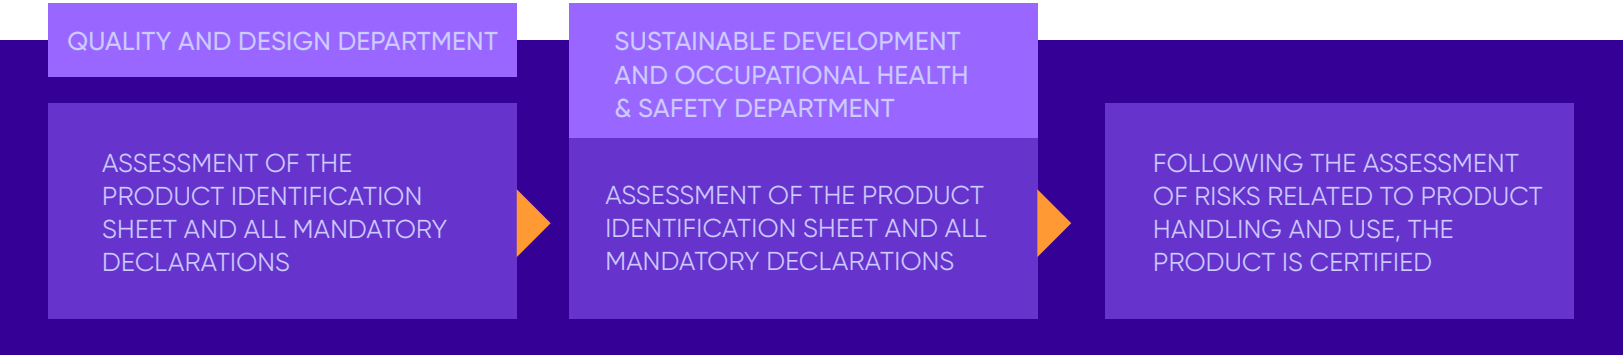 QUALITY AND DESIGN DEPARTMENT
ASSESSMENT OF THE
PRODUCT IDENTIFICATION
SHEET AND ALL MANDATORY
DECLARATIONS
SUSTAINABLE DEVELOPMENT
AND OCCUPATIONAL HEALTH
& SAFETY DEPARTMENT
ASSESSMENT OF THE PRODUCT
IDENTIFICATION SHEET AND ALL
MANDATORY DECLARATIONS
FOLLOWING THE ASSESSMENT
OF RISKS RELATED TO PRODUCT
HANDLING AND USE, THE
PRODUCT IS CERTIFIED